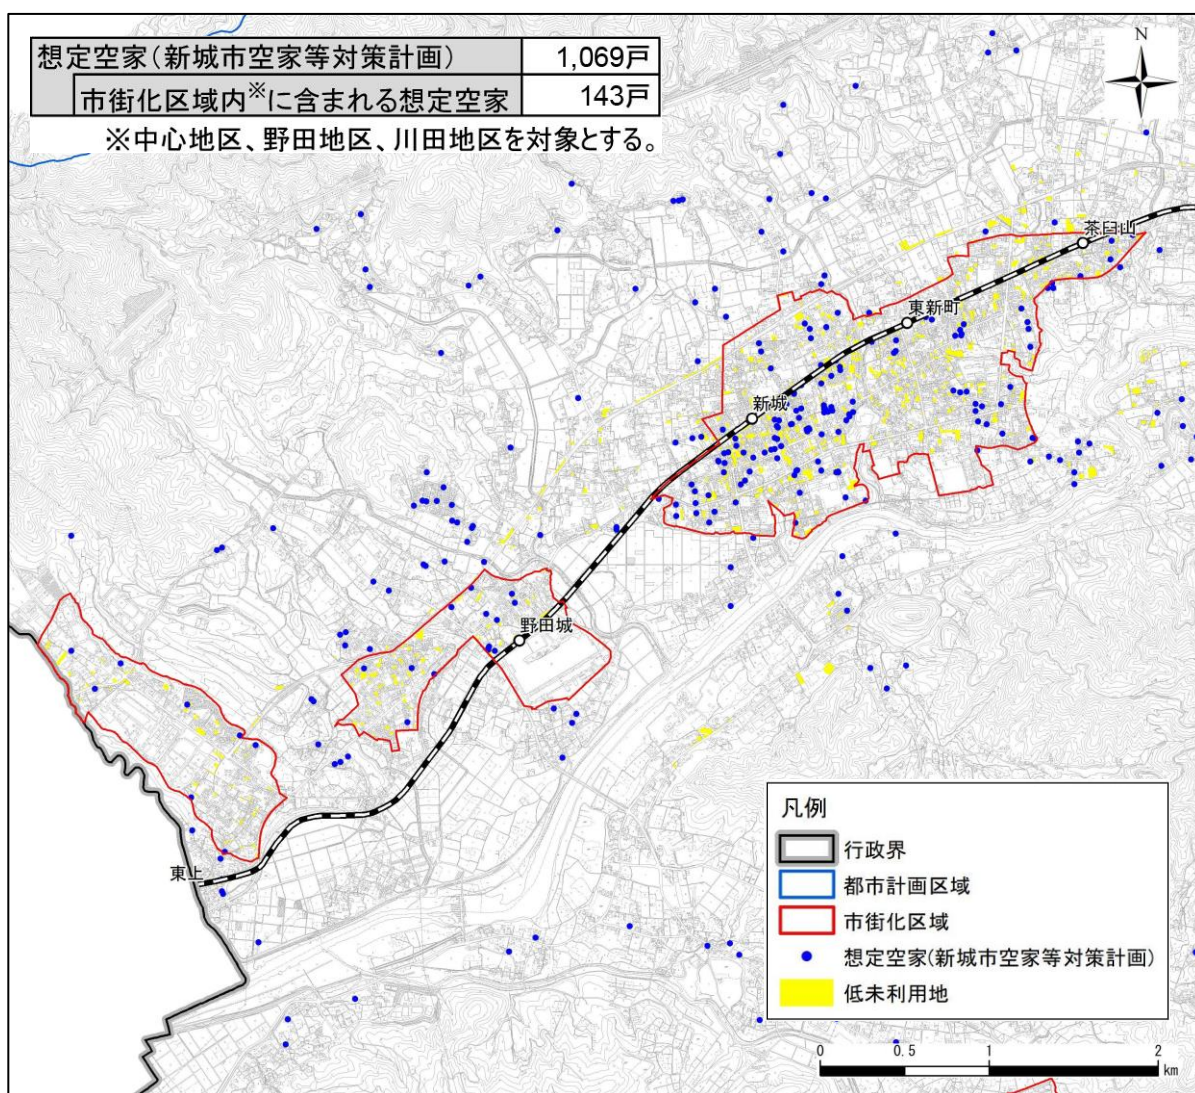 想定空家(新城市空家等対策計画) 1,069戸
市街化区域内※に含まれる想定空家 143戸
※中心地区、野田地区、川田地区を対象とする。
N
茶臼山
東新町
新城
野田城
東上
凡例
行政界
都市計画区域
市街化区域
想定空家(新城市空家等対策計画)
低未利用地
0 0.5 1 2
km